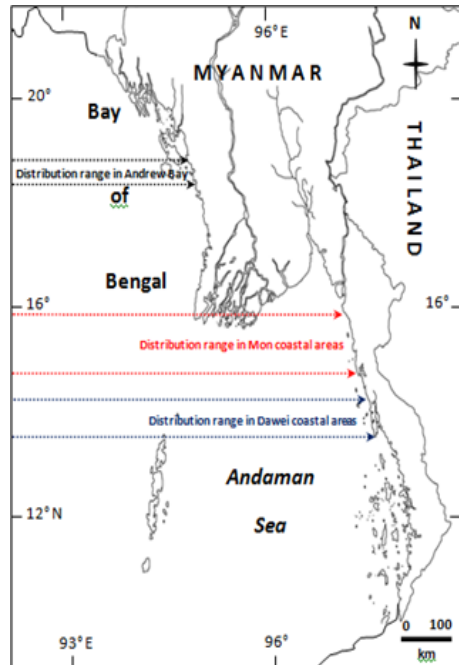 96°E
N
MYANMAR
20°
Bay
THAILAND
Distribution range in Andrew Bay
of
Bengal
16°
16°
Distribution range in Mon coastal areas
Distribution range in Dawei coastal areas
Andaman
12°N
Sea
0 100
km
93°E
96°